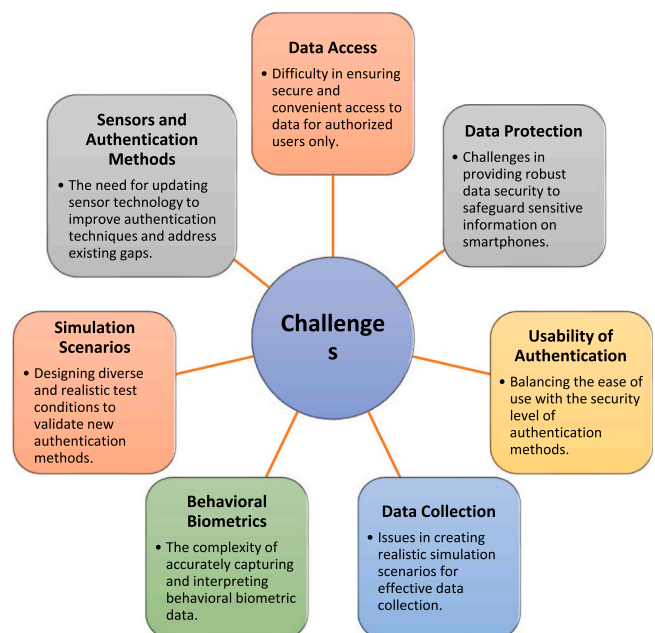 Data Access
• Difficulty in ensuring
secure and
convenient access to
data for authorized
users only.
Data Protection
• Challenges in
providing robust
data security to
safeguard sensitive
information on
smartphones.
Usability of
Authentication
• Balancing the ease of
use with the security
level of
authentication
methods.
Data Collection
• Issues in creating
realistic simulation
scenarios for
effective data
collection.
Behavioral
Biometrics
• The complexity of
accurately capturing
and interpreting
behavioral biometric
data.
Simulation
Scenarios
• Designing diverse
and realistic test
conditions to
validate new
authentication
methods.
Sensors and
Authentication
Methods
• The need for updating
sensor technology to
improve authentication
techniques and address
existing gaps.
Challenge
s